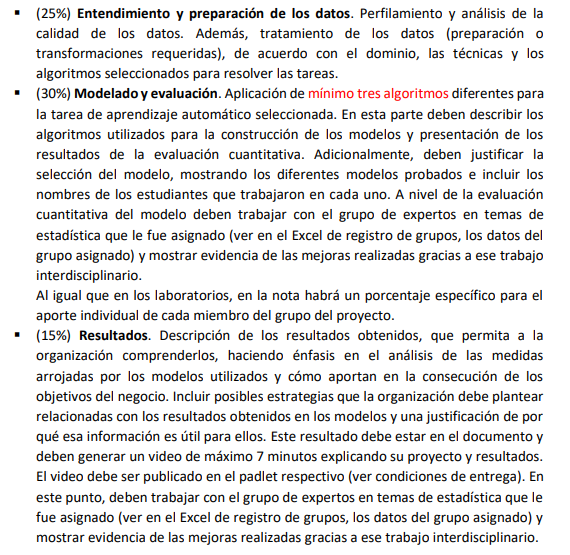 ▪ (25%) Entendimiento y preparación de los datos. Perfilamiento y análisis de la
calidad de los datos. Además, tratamiento de los datos (preparación o
transformaciones requeridas), de acuerdo con el dominio, las técnicas y los
algoritmos seleccionados para resolver las tareas.
▪ (30%) Modelado y evaluación. Aplicación de mínimo tres algoritmos diferentes para
la tarea de aprendizaje automático seleccionada. En esta parte deben describir los
algoritmos utilizados para la construcción de los modelos y presentación de los
resultados de la evaluación cuantitativa. Adicionalmente, deben justificar la
selección del modelo, mostrando los diferentes modelos probados e incluir los
nombres de los estudiantes que trabajaron en cada uno. A nivel de la evaluación
cuantitativa del modelo deben trabajar con el grupo de expertos en temas de
estadística que le fue asignado (ver en el Excel de registro de grupos, los datos del
grupo asignado) y mostrar evidencia de las mejoras realizadas gracias a ese trabajo
interdisciplinario.
Al igual que en los laboratorios, en la nota habrá un porcentaje específico para el
aporte individual de cada miembro del grupo del proyecto.
▪ (15%) Resultados. Descripción de los resultados obtenidos, que permita a la
organización comprenderlos, haciendo énfasis en el análisis de las medidas
arrojadas por los modelos utilizados y cómo aportan en la consecución de los
objetivos del negocio. Incluir posibles estrategias que la organización debe plantear
relacionadas con los resultados obtenidos en los modelos y una justificación de por
qué esa información es útil para ellos. Este resultado debe estar en el documento y
deben generar un video de máximo 7 minutos explicando su proyecto y resultados.
El video debe ser publicado en el padlet respectivo (ver condiciones de entrega). En
este punto, deben trabajar con el grupo de expertos en temas de estadística que le
fue asignado (ver en el Excel de registro de grupos, los datos del grupo asignado) y
mostrar evidencia de las mejoras realizadas gracias a ese trabajo interdisciplinario.